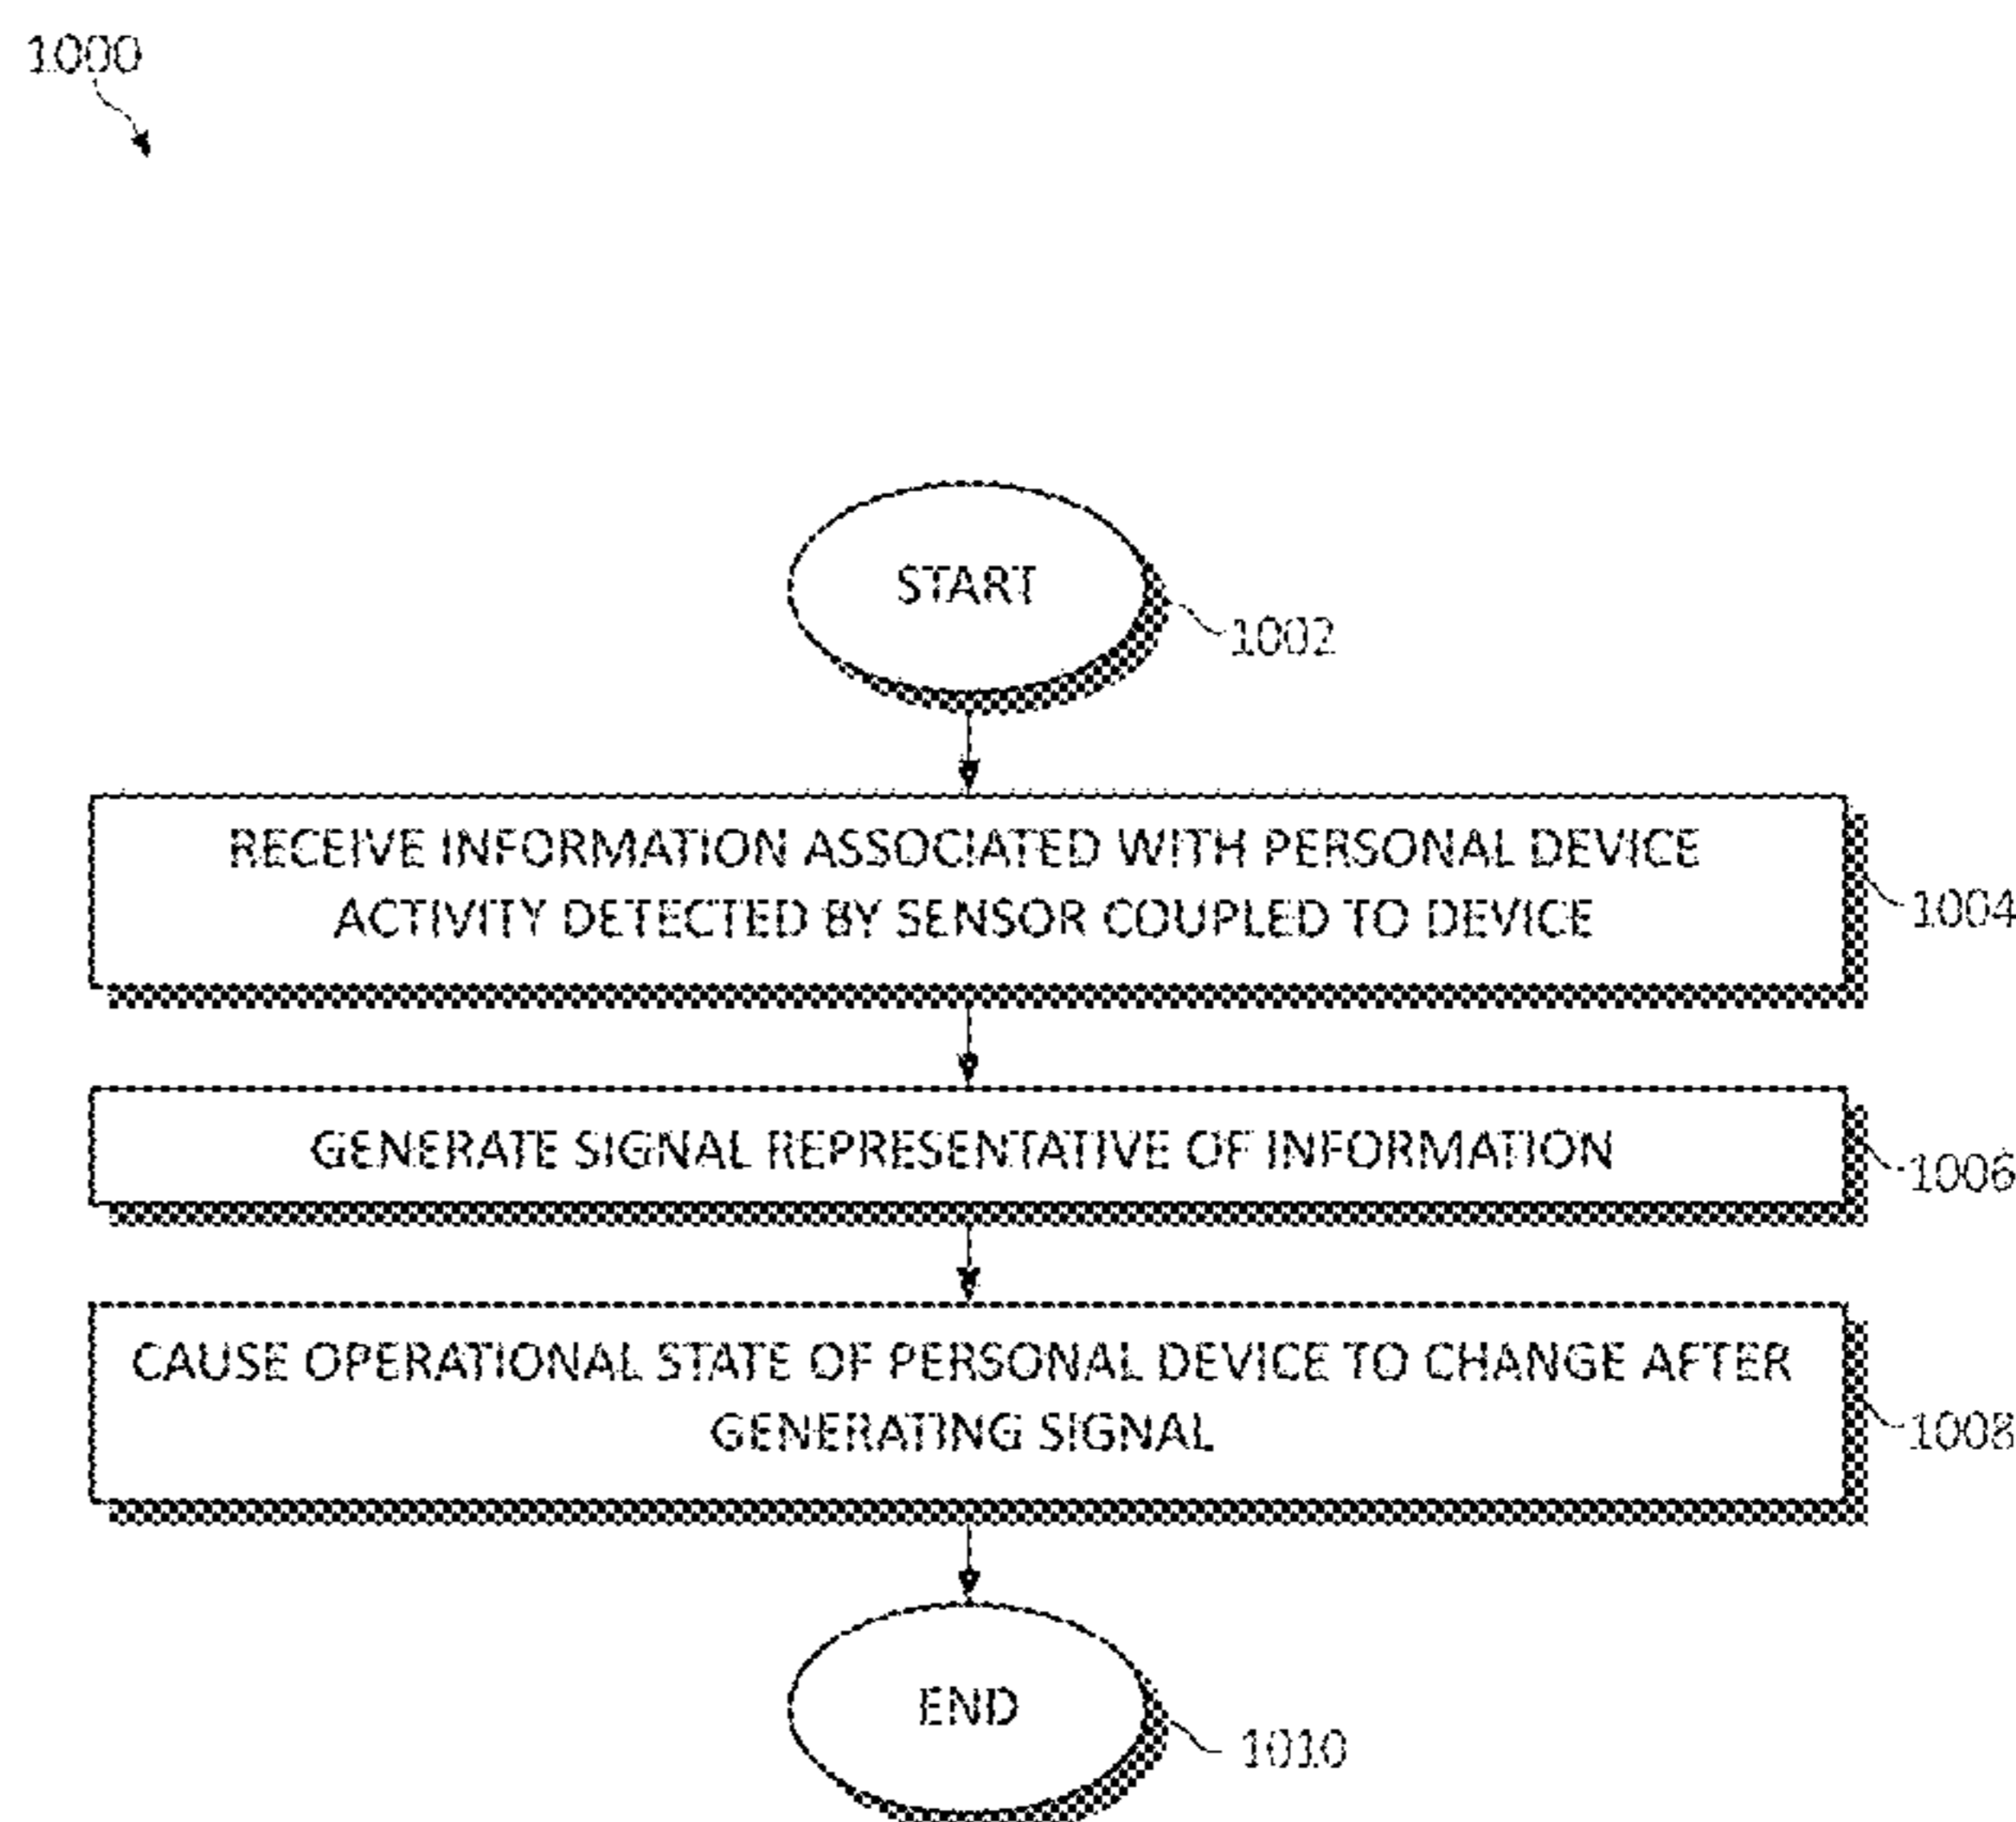 1000
START
1002
RECEIVE INFORMATION ASSOCIATED WITH PERSONAL DEVICE
ACTIVITY DETECTED BY SENSOR COUPLED TO DEVICE
1004
GENERATE SIGNAL REPRESENTATIVE OF INFORMATION
1006
CAUSE OPERATIONAL STATE OF PERSONAL DEVICE TO CHANGE AFTER
GENERATING SIGNAL
1008
END
1010